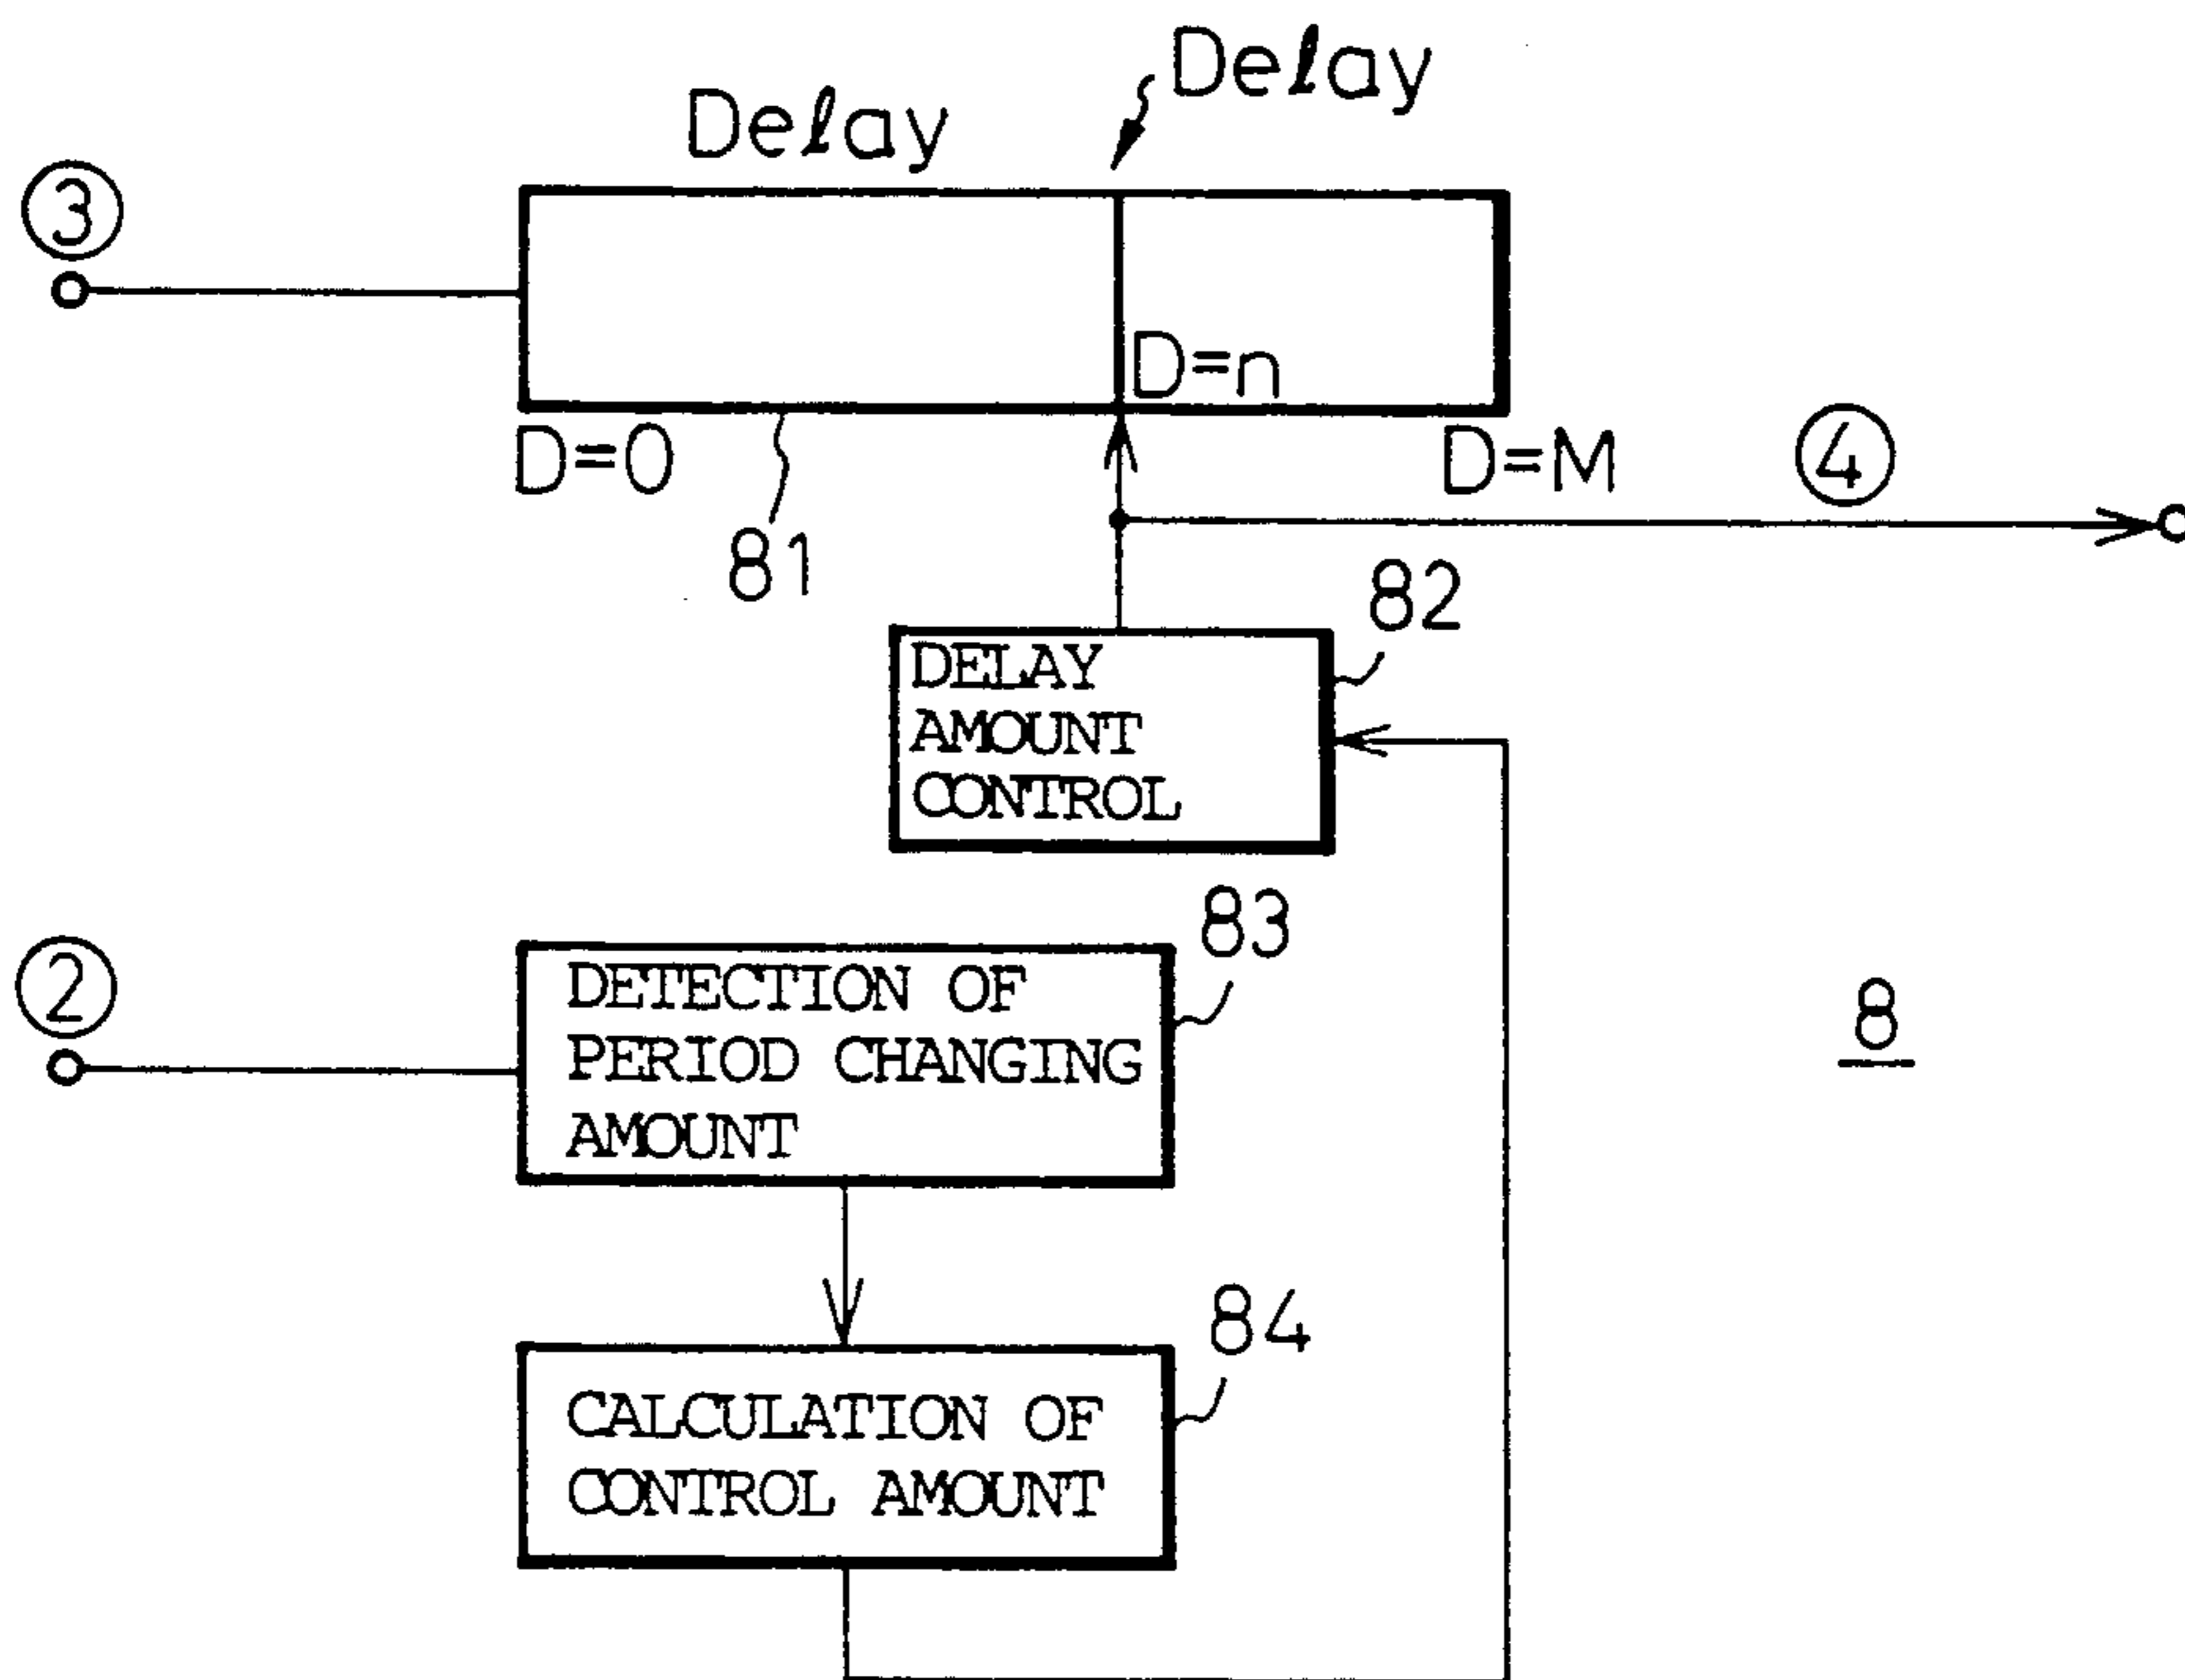 Delay
Delay
③
D=n
D=0
D=M
④
81
82
DELAY
AMOUNT
CONTROL
83
②
DETECTION OF
PERIOD CHANGING
AMOUNT
8
84
CALCULATION OF
CONTROL AMOUNT